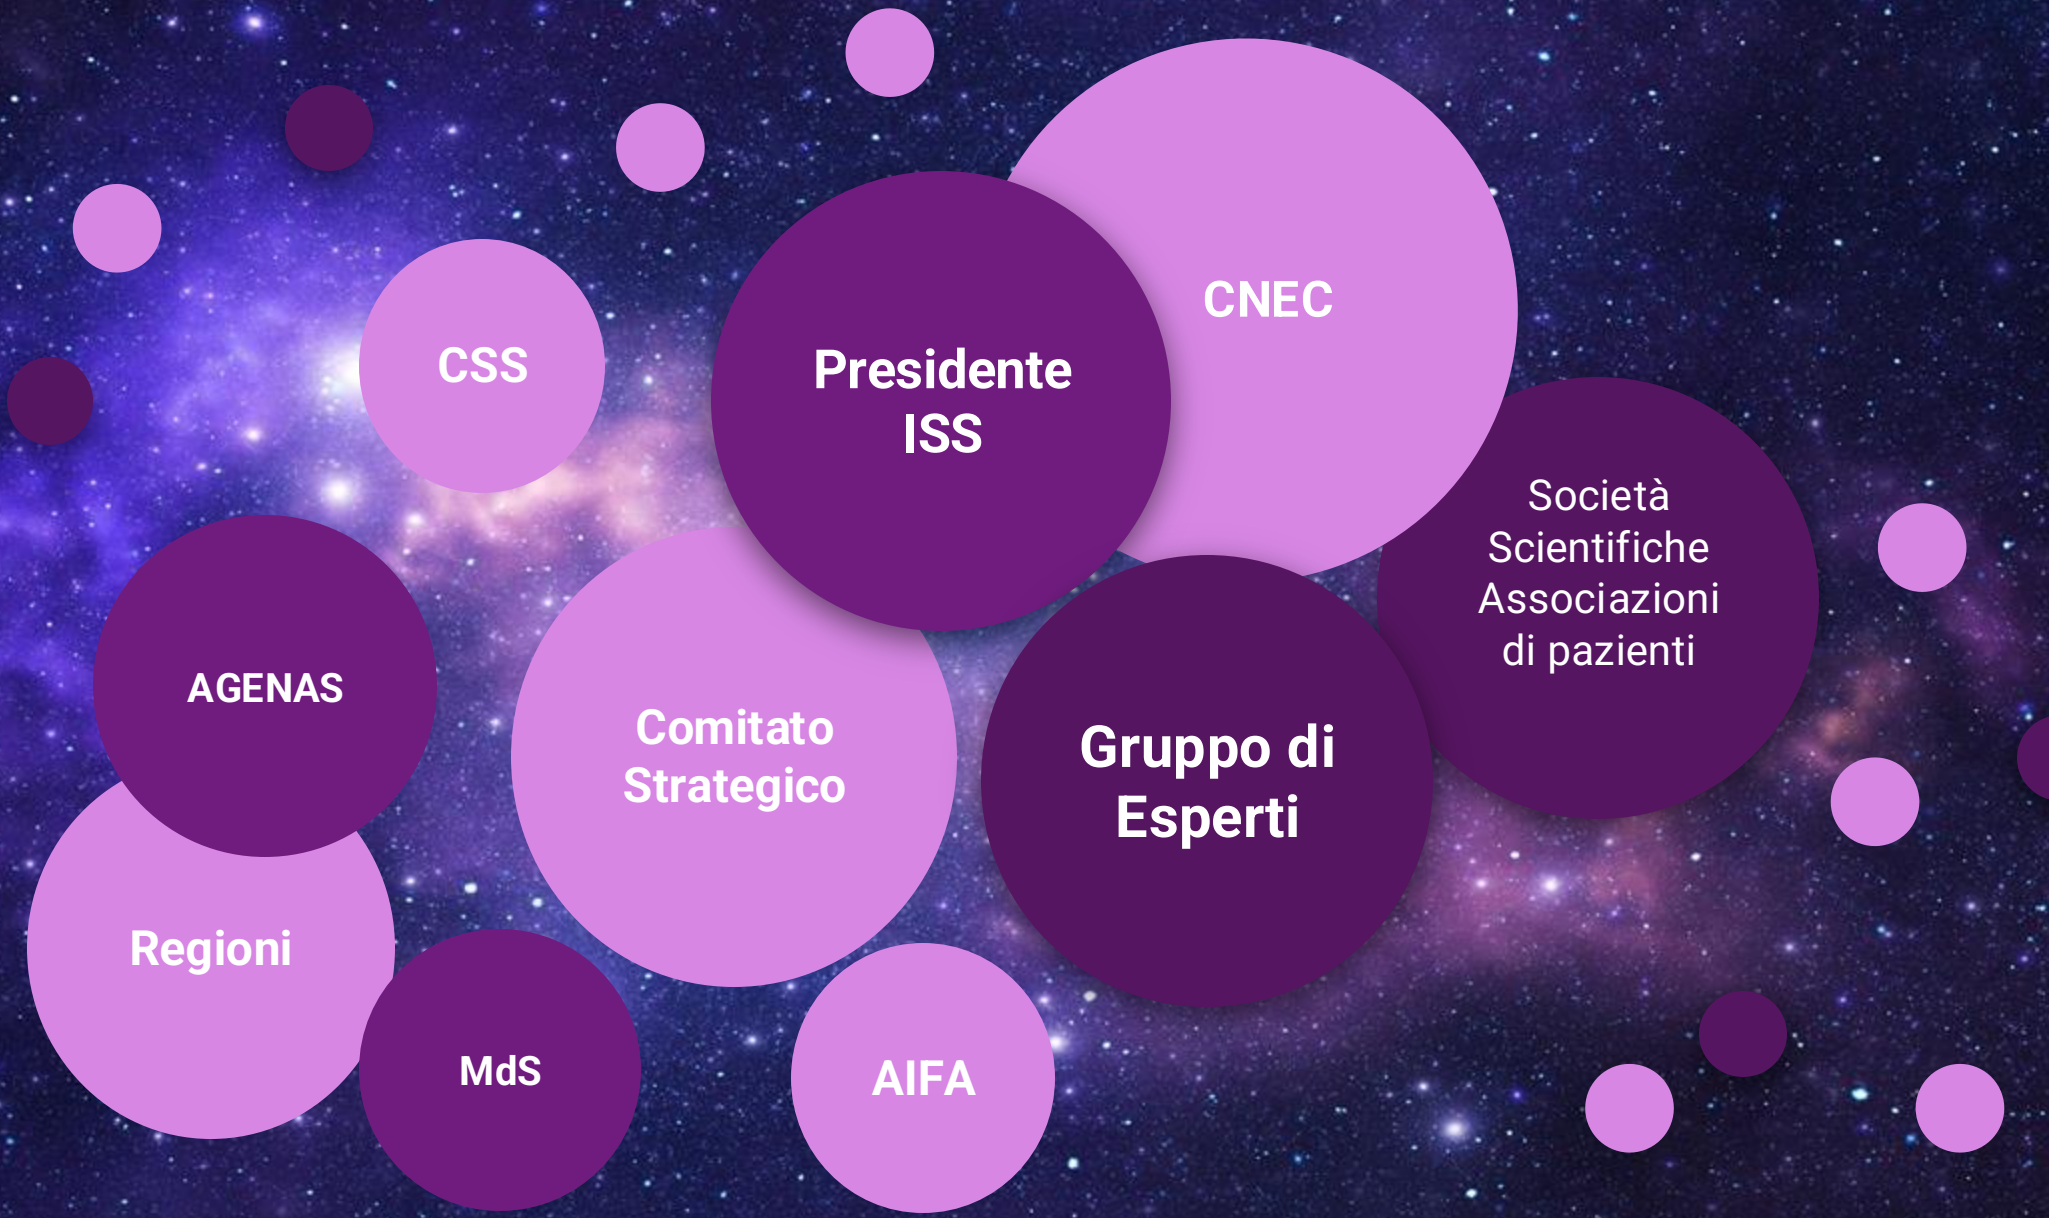 CNEC
CSS
Presidente
ISS
Società
Scientifiche
Associazioni
di pazienti
AGENAS
Comitato
Strategico
Gruppo di
Esperti
Regioni
MdS
AIFA